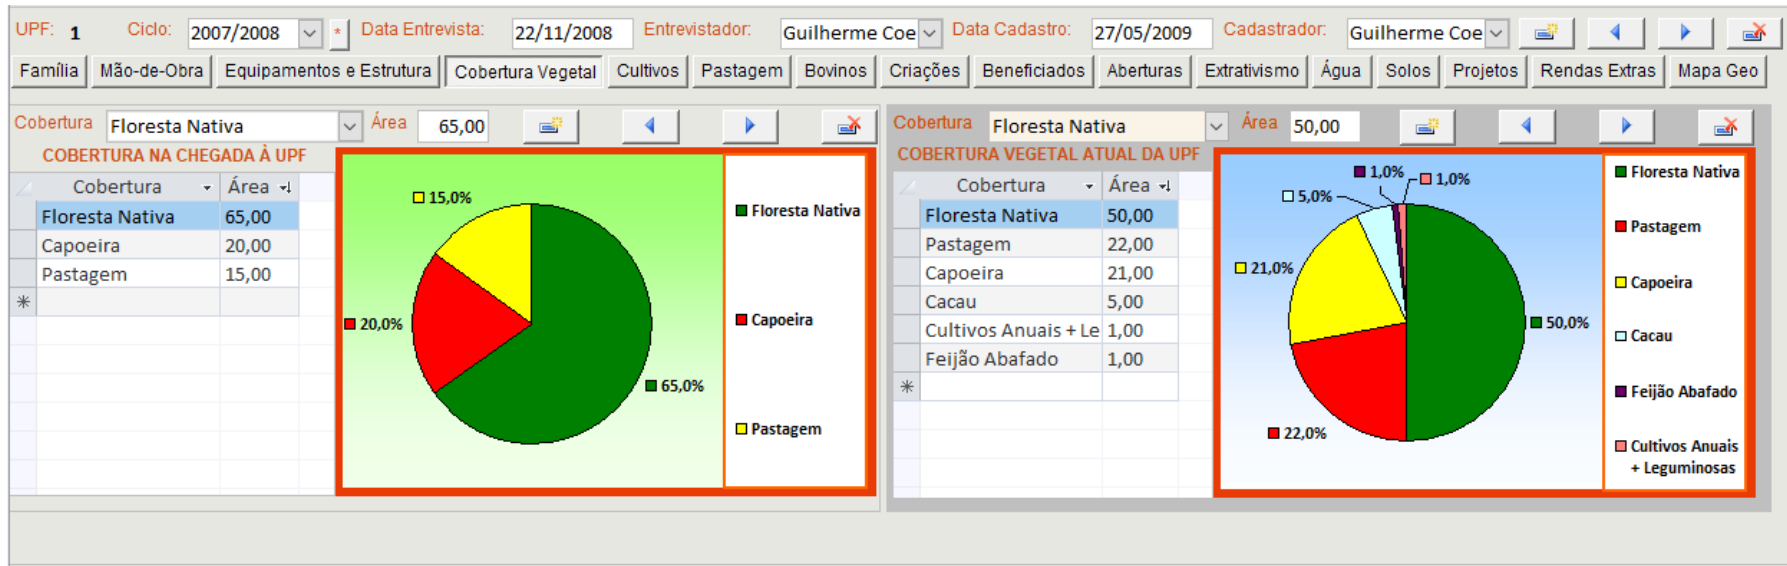 UPF: 1 Ciclo: 2007/2008 * Data Entrevista: 22/11/2008 Entrevistador: Guilherme Coe Data Cadastro: 27/05/2009 Cadastrador: Guilherme Coe
Família Mão-de-Obra Equipamentos e Estrutura Cobertura Vegetal Cultivos Pastagem Bovinos Criações Beneficiados Aberturas Extrativismo Água Solos Projetos Rendas Extras Mapa Geo
Cobertura Floresta Nativa Área 65,00
COBERTURA NA CHEGADA À UPF
Cobertura Área
Floresta Nativa 65,00
Capoeira 20,00
Pastagem 15,00
15,0%
20,0%
65,0%
Floresta Nativa
Capoeira
Pastagem
Cobertura Floresta Nativa Área 50,00
COBERTURA VEGETAL ATUAL DA UPF
Cobertura Área
Floresta Nativa 50,00
Pastagem 22,00
Capoeira 21,00
Cacau 5,00
Cultivos Anuais + Le 1,00
Feijão Abafado 1,00
1,0%
1,0%
5,0%
21,0%
50,0%
22,0%
Floresta Nativa
Pastagem
Capoeira
Cacau
Feijão Abafado
Cultivos Anuais
+ Leguminosas